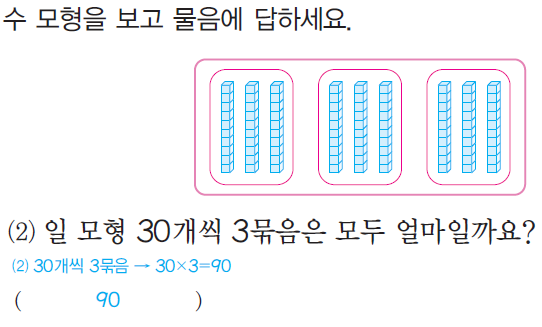 수 모형을 보고 물음에 답하세요.
(2) 일 모형 30개씩 3묶음은 모두 얼마일까요?
(2) 30개씩 3묶음 → 30×3=90
( 90 )